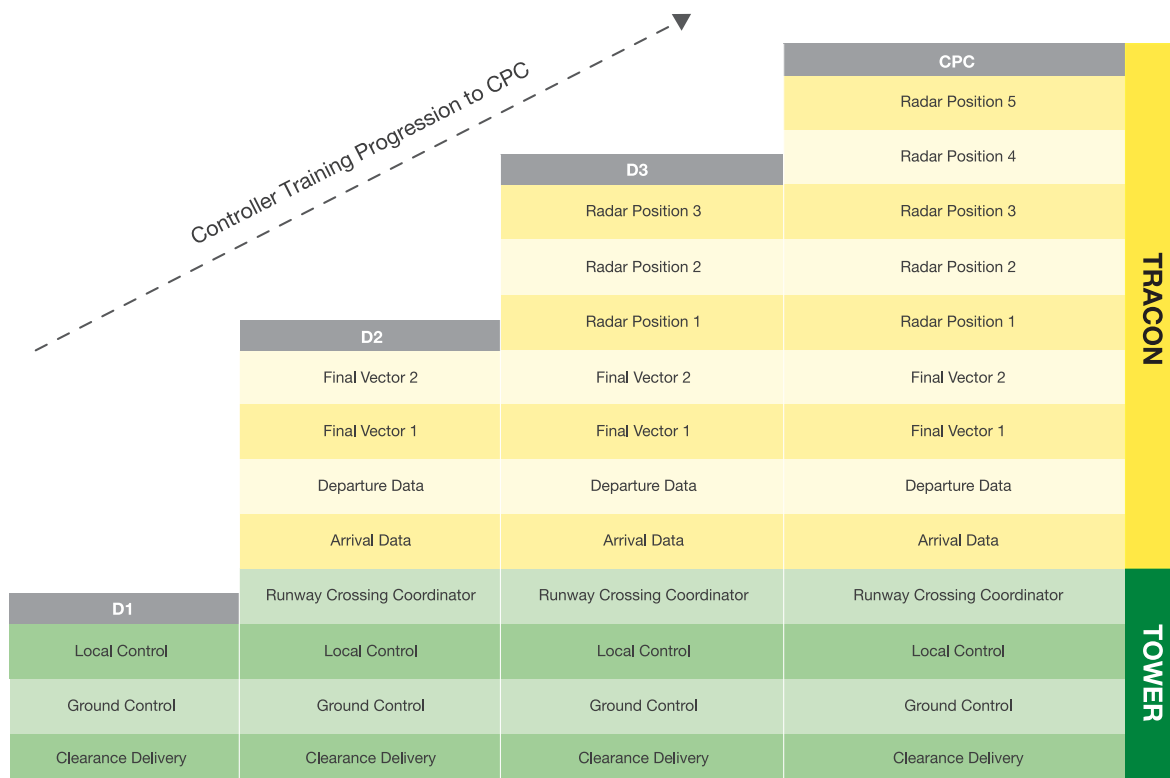 Controller Training Progression to CPC
CPC
Radar Position 5
Radar Position 4
D3
Radar Position 3
Radar Position 3
Radar Position 2
Radar Position 2
Radar Position 1
Radar Position 1
D2
Final Vector 2
Final Vector 2
Final Vector 2
Final Vector 1
Final Vector 1
Final Vector 1
Departure Data
Departure Data
Departure Data
Arrival Data
Arrival Data
Arrival Data
TRACON
D1
Runway Crossing Coordinator
Runway Crossing Coordinator
Runway Crossing Coordinator
Local Control
Local Control
Local Control
Local Control
Ground Control
Ground Control
Ground Control
Ground Control
Clearance Delivery
Clearance Delivery
Clearance Delivery
Clearance Delivery
TOWER